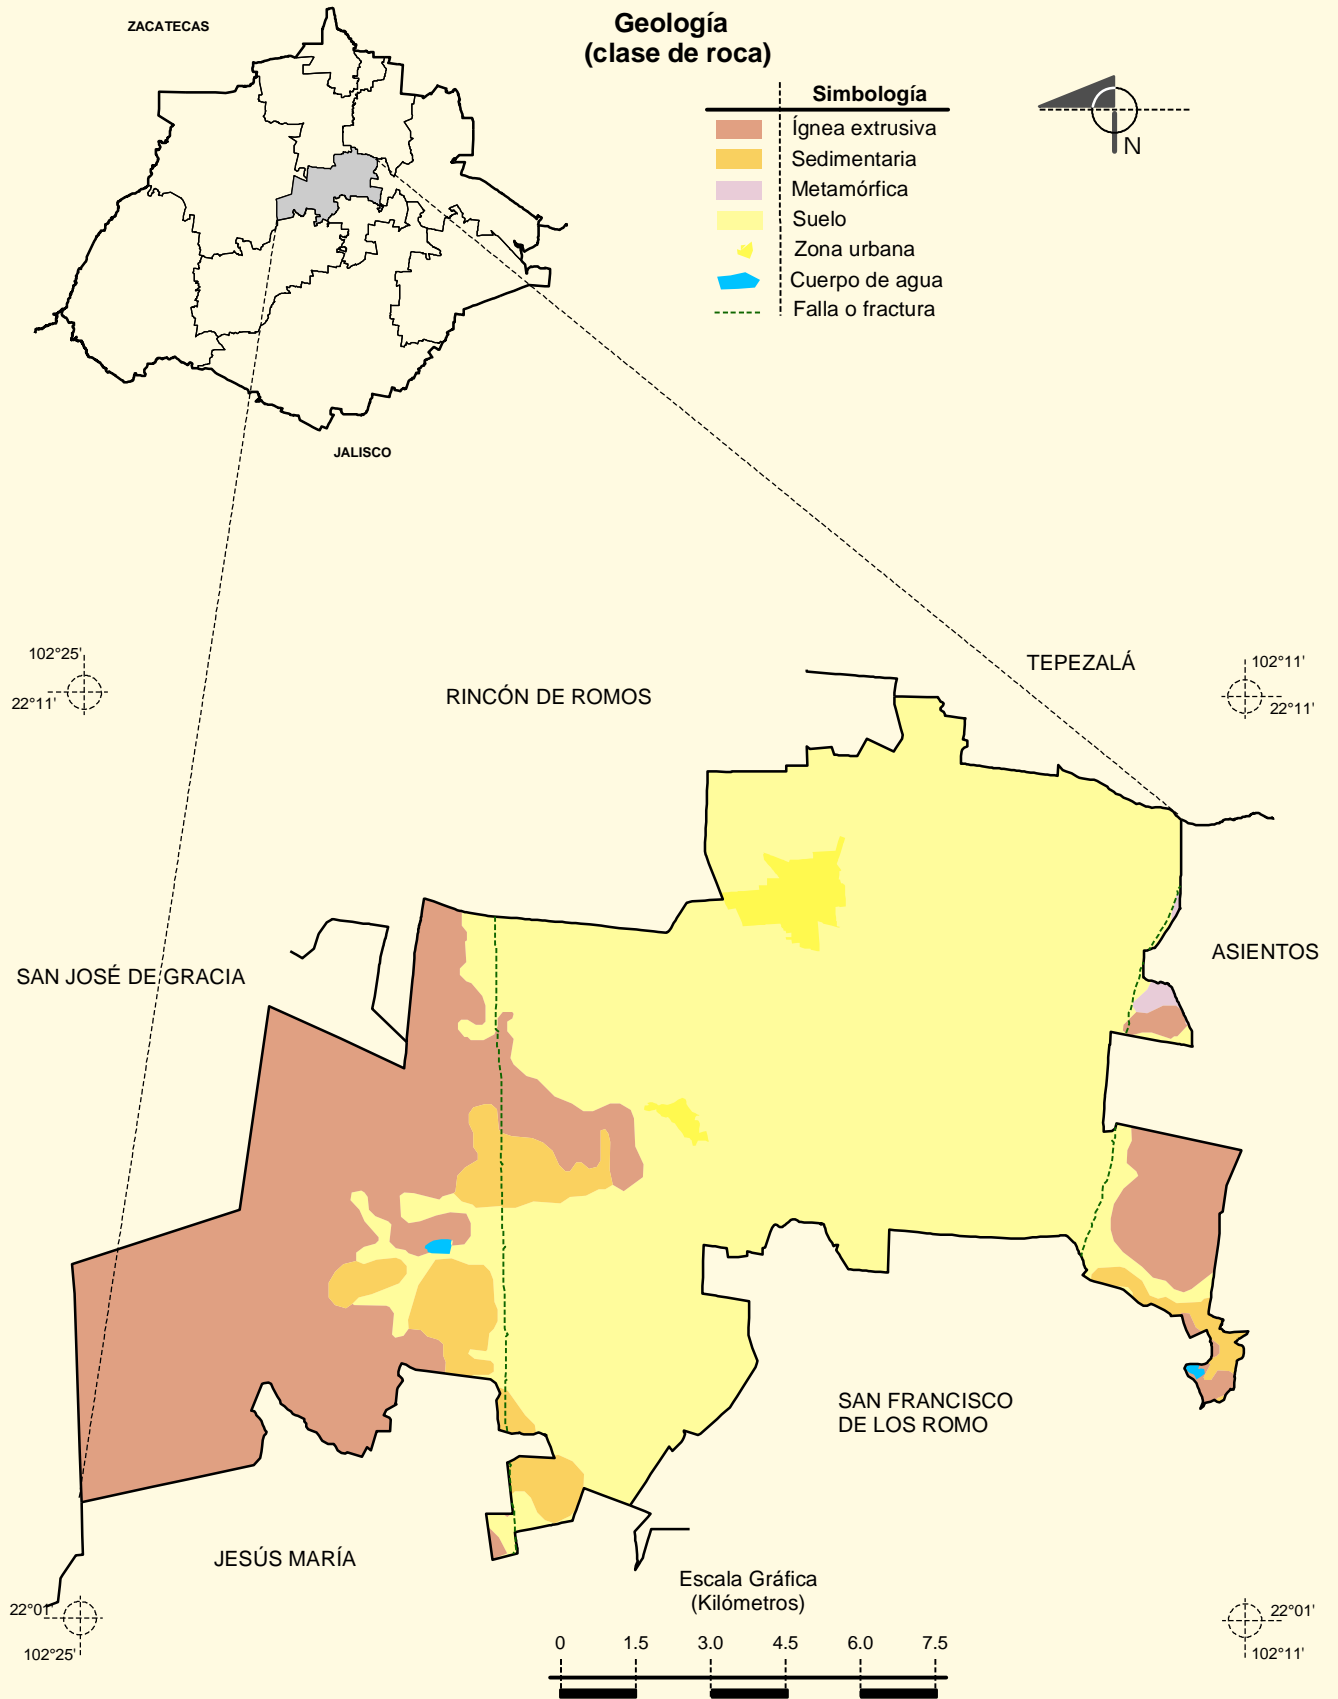 ZACATECAS
Geología
(clase de roca)
Simbología
Ígnea extrusiva
Sedimentaria
Metamórfica
Suelo
Zona urbana
Cuerpo de agua
Falla o fractura
N
JALISCO
102°25'
22°11'
RINCÓN DE ROMOS
TEPEZALÁ
102°11'
22°11'
SAN JOSÉ DE GRACIA
ASIENTOS
SAN FRANCISCO
DE LOS ROMO
JESÚS MARÍA
Escala Gráfica
(Kilómetros)
22°01'
102°25'
22°01'
102°11'
0 1.5 3.0 4.5 6.0 7.5